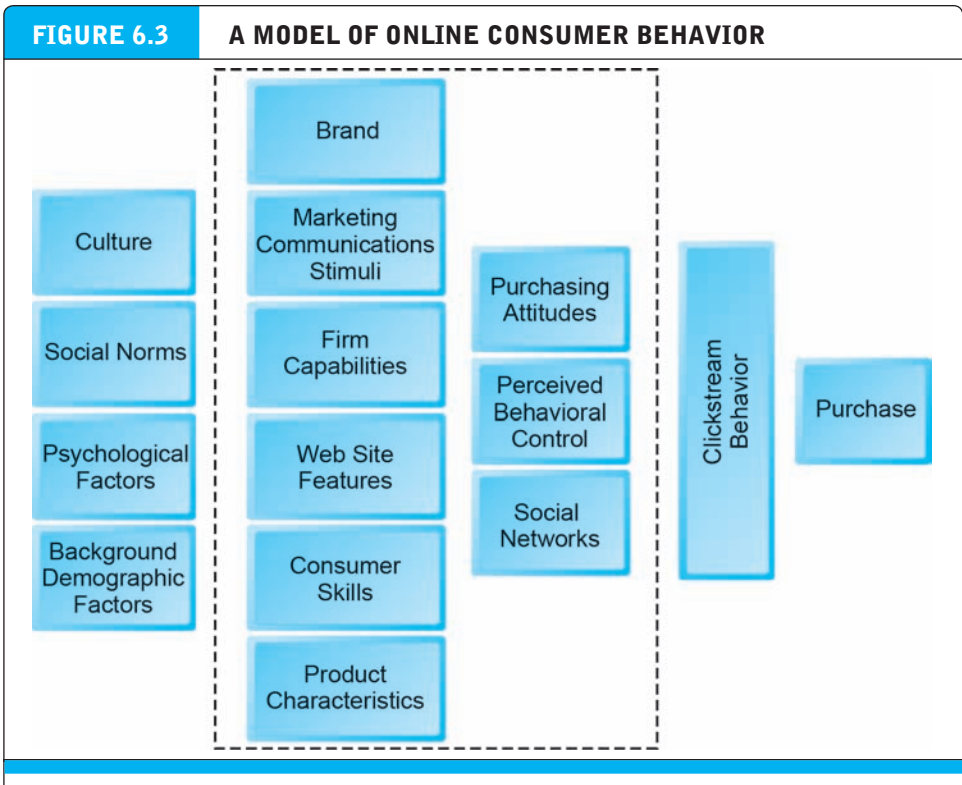 FIGURE 6.3
A MODEL OF ONLINE CONSUMER BEHAVIOR
Culture
Social Norms
Psychological
Factors
Background
Demographic
Factors
Brand
Marketing
Communications
Stimuli
Firm
Capabilities
Web Site
Features
Consumer
Skills
Product
Characteristics
Purchasing
Attitudes
Perceived
Behavioral
Control
Social
Networks
Clickstream
Behavior
Purchase